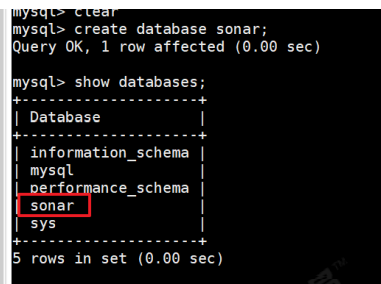 mysql> clear
mysql> create database sonar;
Query OK, 1 row affected (0.00 sec)
mysql> show databases;
+--------------------+
| Database           |
+--------------------+
| information_schema |
| mysql              |
| performance_schema |
| sonar              |
| sys                |
+--------------------+
5 rows in set (0.00 sec)